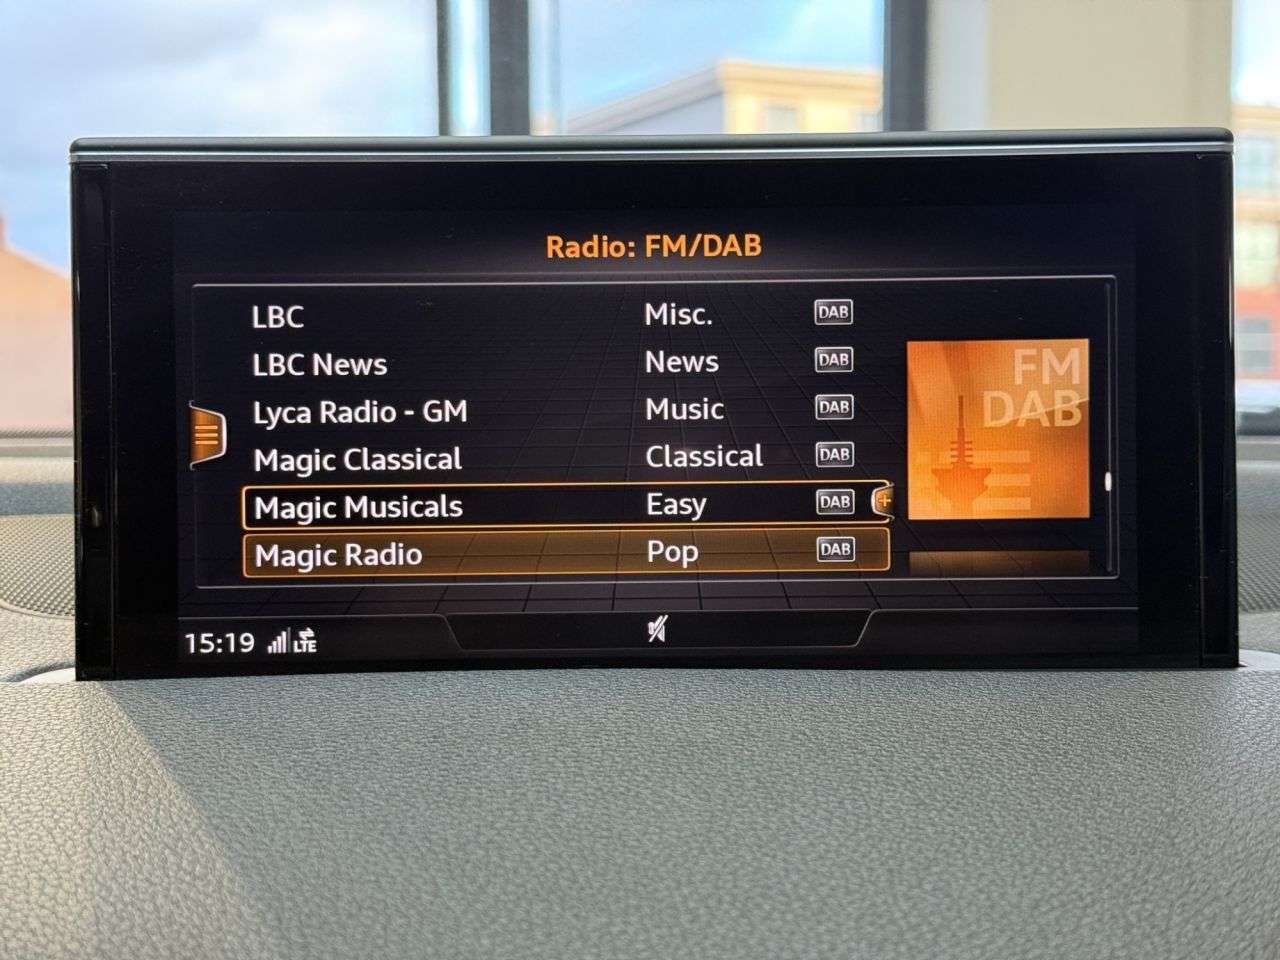 Radio: FM/DAB
LBC Misc. DAB
LBC News News DAB
Lyca Radio - GM Music DAB
Magic Classical Classical DAB
Magic Musicals Easy DAB +
Magic Radio Pop DAB
FM
DAB
15:19 LTE